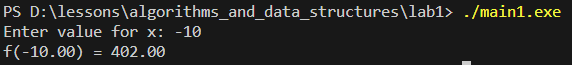 PS D:\lessons\algorithms_and_data_structures\lab1> ./main1.exe
Enter value for x: -10
f(-10.00) = 402.00